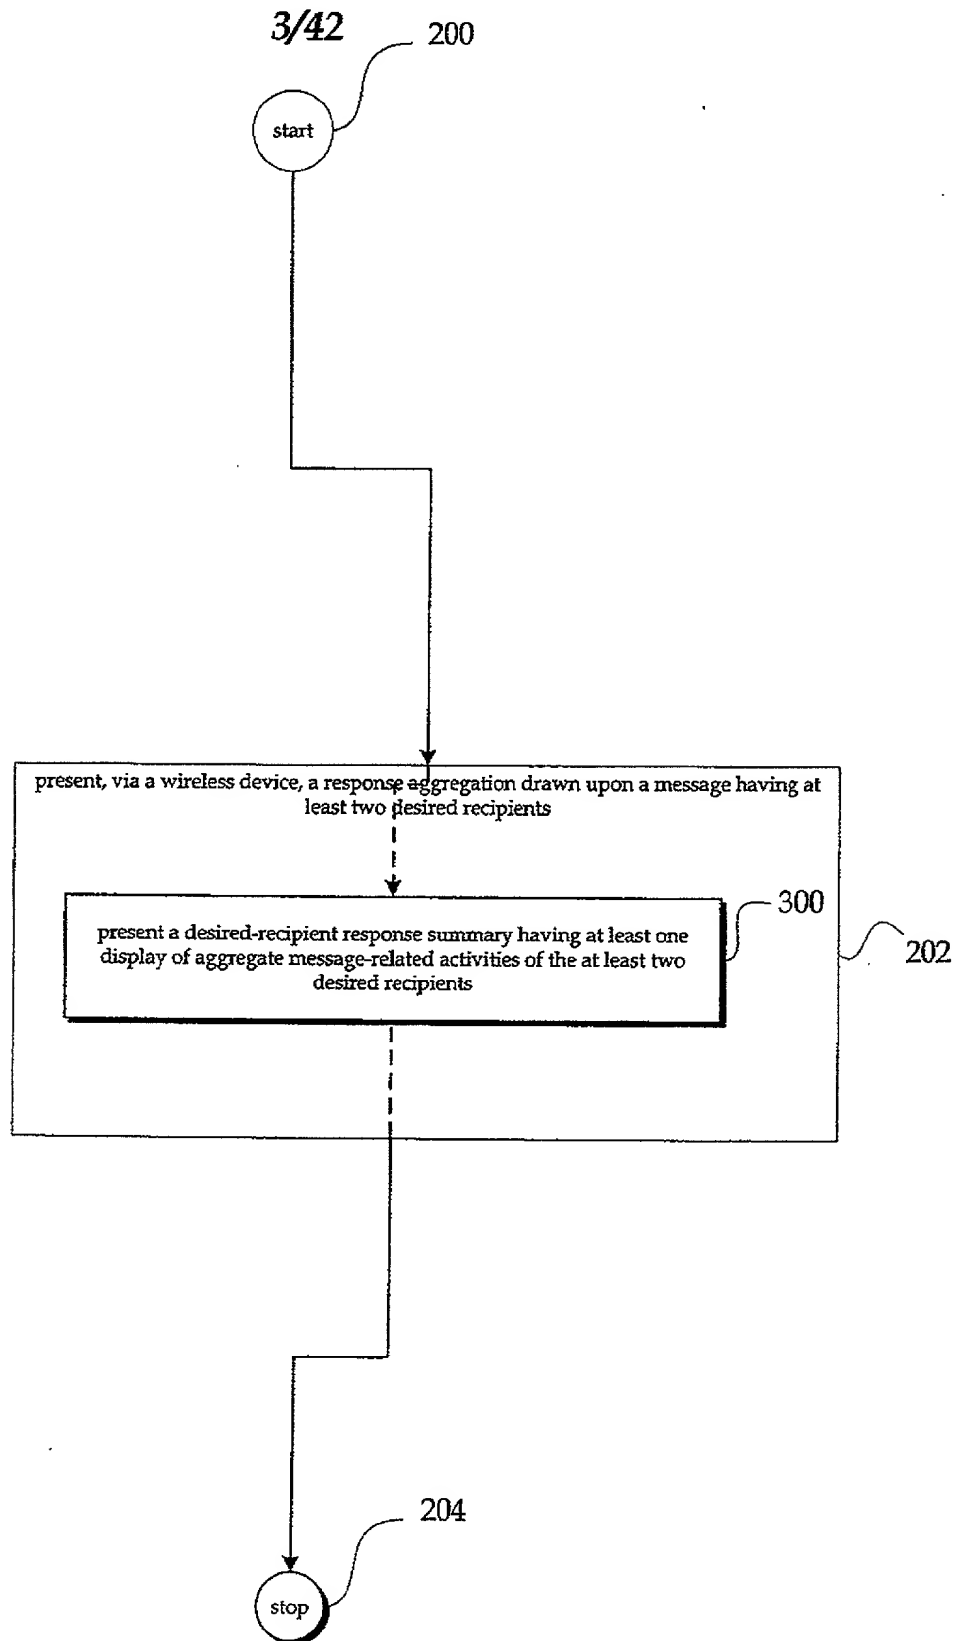 3/42
200
start
present, via a wireless device, a response aggregation drawn upon a message having at
least two desired recipients
300
present a desired-recipient response summary having at least one
display of aggregate message-related activities of the at least two
desired recipients
202
204
stop